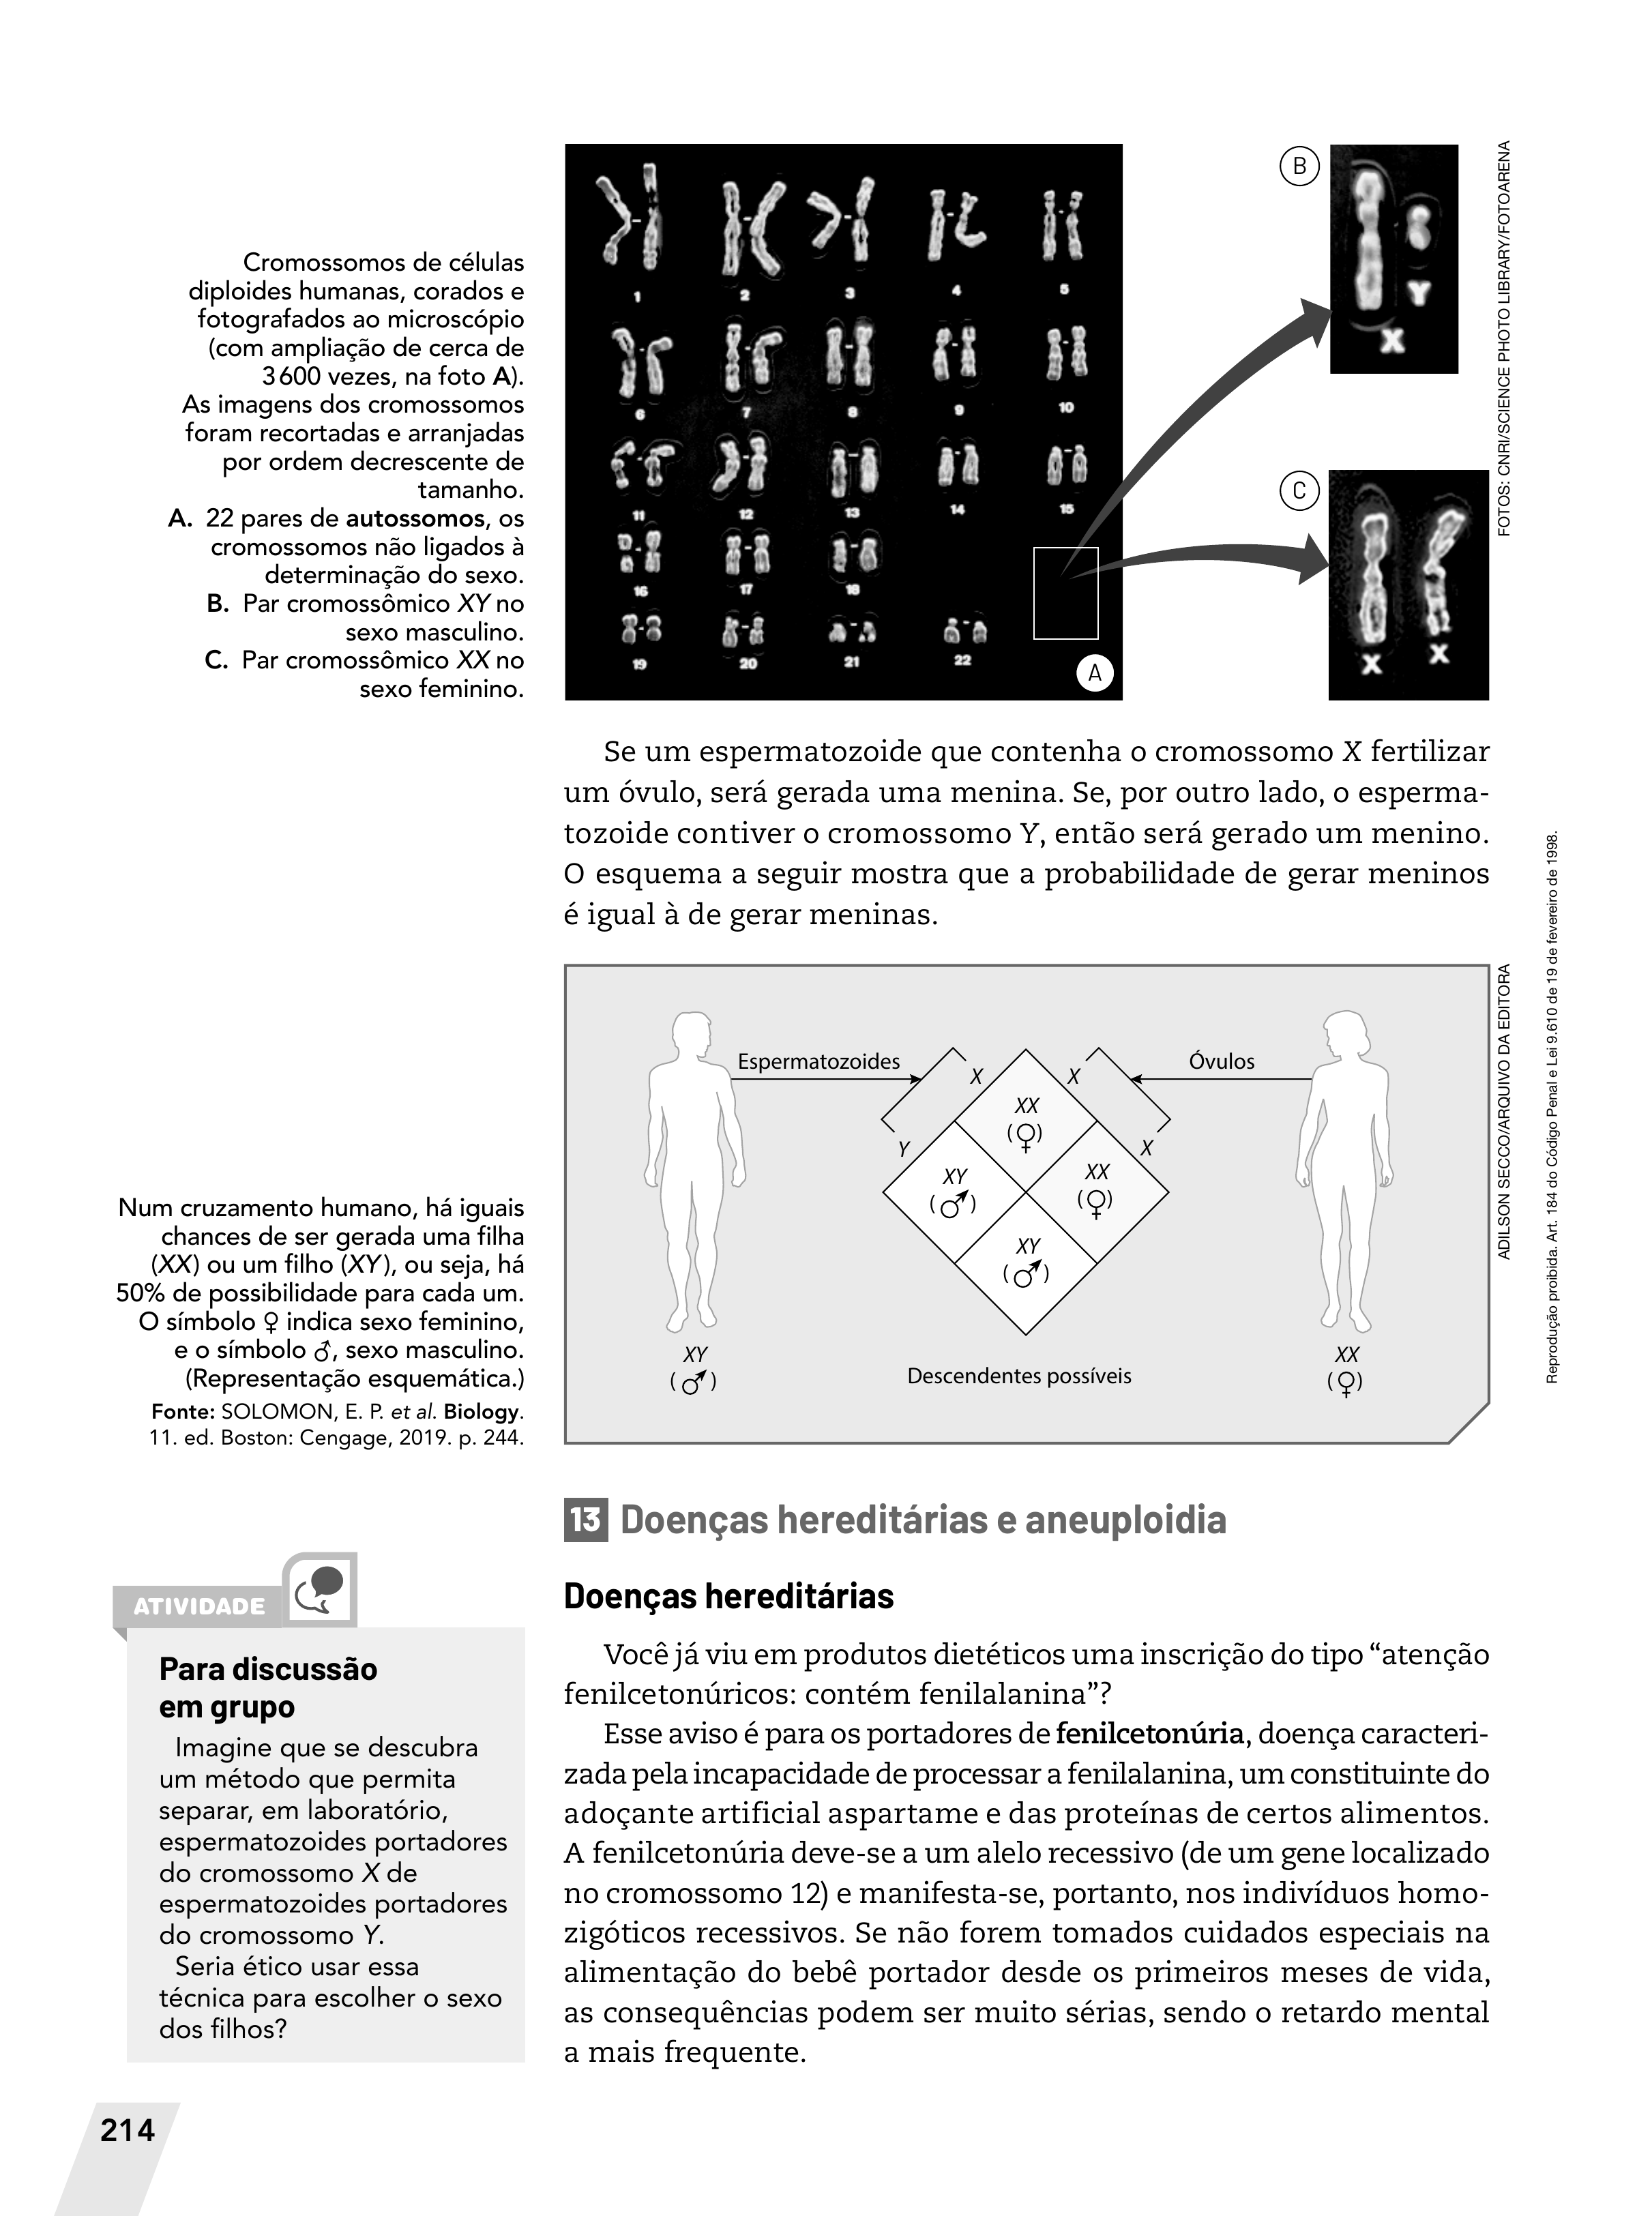 Cromossomos de células
diploides humanas, corados e
fotografados ao microscópio
(com ampliação de cerca de
3 600 vezes, na foto A).
As imagens dos cromossomos
foram recortadas e arranjadas
por ordem decrescente de
tamanho.
A. 22 pares de autossomos, os
cromossomos não ligados à
determinação do sexo.
B. Par cromossômico XY no
sexo masculino.
C. Par cromossômico XX no
sexo feminino.
1 2 3 4 5
6 7 8 9 10
11 12 13 14 15
16 17 18
19 20 21 22
A
B
X Y
C
X X
FOTOS: CNRI/SCIENCE PHOTO LIBRARY/FOTOARENA
Se um espermatozoide que contenha o cromossomo X fertilizar
um óvulo, será gerada uma menina. Se, por outro lado, o esperma-
tozoide contiver o cromossomo Y, então será gerado um menino.
O esquema a seguir mostra que a probabilidade de gerar meninos
é igual à de gerar meninas.
Espermatozoides
Óvulos
X X
Y X
XX
(♀)
XY
(♂)
XX
(♀)
XY
(♂)
XY
(♂)
Descendentes possíveis
XX
(♀)
ADILSON SECCO/ARQUIVO DA EDITORA
Reprodução proibida. Art. 184 do Código Penal e Lei 9.610 de 19 de fevereiro de 1998.
Num cruzamento humano, há iguais
chances de ser gerada uma filha
(XX) ou um filho (XY), ou seja, há
50% de possibilidade para cada um.
O símbolo ♀ indica sexo feminino,
e o símbolo ♂, sexo masculino.
(Representação esquemática.)
Fonte: SOLOMON, E. P. et al. Biology.
11. ed. Boston: Cengage, 2019. p. 244.
13 Doenças hereditárias e aneuploidia
Doenças hereditárias
Você já viu em produtos dietéticos uma inscrição do tipo “atenção
fenilcetonúricos: contém fenilalanina”?
Esse aviso é para os portadores de fenilcetonúria, doença caracteri-
zada pela incapacidade de processar a fenilalanina, um constituinte do
adoçante artificial aspartame e das proteínas de certos alimentos.
A fenilcetonúria deve-se a um alelo recessivo (de um gene localizado
no cromossomo 12) e manifesta-se, portanto, nos indivíduos homo-
zigóticos recessivos. Se não forem tomados cuidados especiais na
alimentação do bebê portador desde os primeiros meses de vida,
as consequências podem ser muito sérias, sendo o retardo mental
a mais frequente.
ATIVIDADE
Para discussão
em grupo
Imagine que se descubra
um método que permita
separar, em laboratório,
espermatozoides portadores
do cromossomo X de
espermatozoides portadores
do cromossomo Y.
Seria ético usar essa
técnica para escolher o sexo
dos filhos?
214